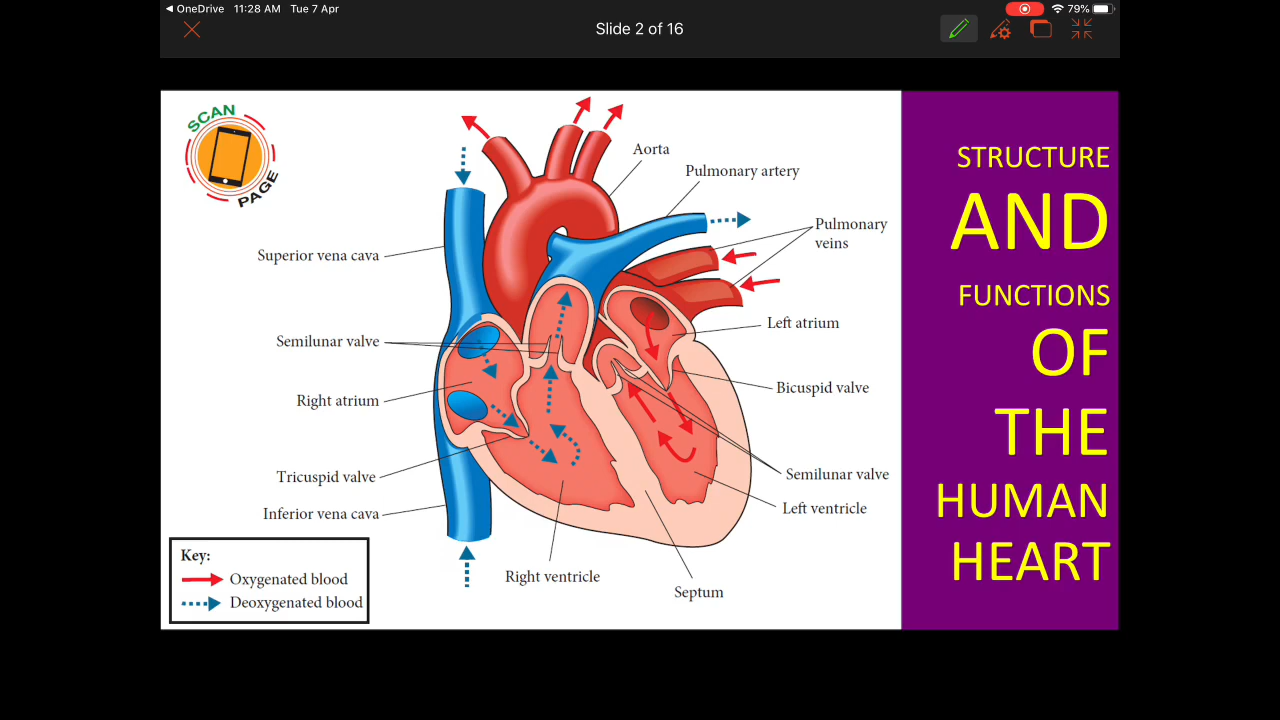 OneDrive 11:28 AM Tue 7 Apr
79%
Slide 2 of 16
SCAN
PAGE
Aorta
Pulmonary artery
Pulmonary
veins
Superior vena cava
Left atrium
Semilunar valve
Bicuspid valve
Right atrium
Tricuspid valve
Semilunar valve
Inferior vena cava
Left ventricle
Right ventricle
Septum
Key:
Oxygenated blood
Deoxygenated blood
STRUCTURE
AND
FUNCTIONS
OF
THE
HUMAN
HEART